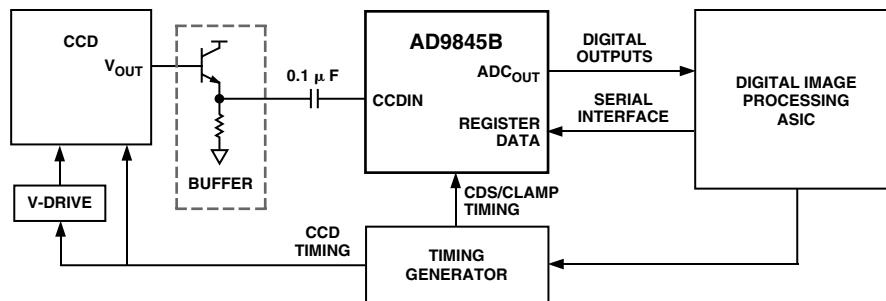 CCD
VOUT
BUFFER
V-DRIVE
0.1 μ F
AD9845B
ADCOUT
CCDIN
REGISTER
DATA
DIGITAL
OUTPUTS
SERIAL
INTERFACE
DIGITAL IMAGE
PROCESSING
ASIC
CDS/CLAMP
TIMING
CCD
TIMING
TIMING
GENERATOR